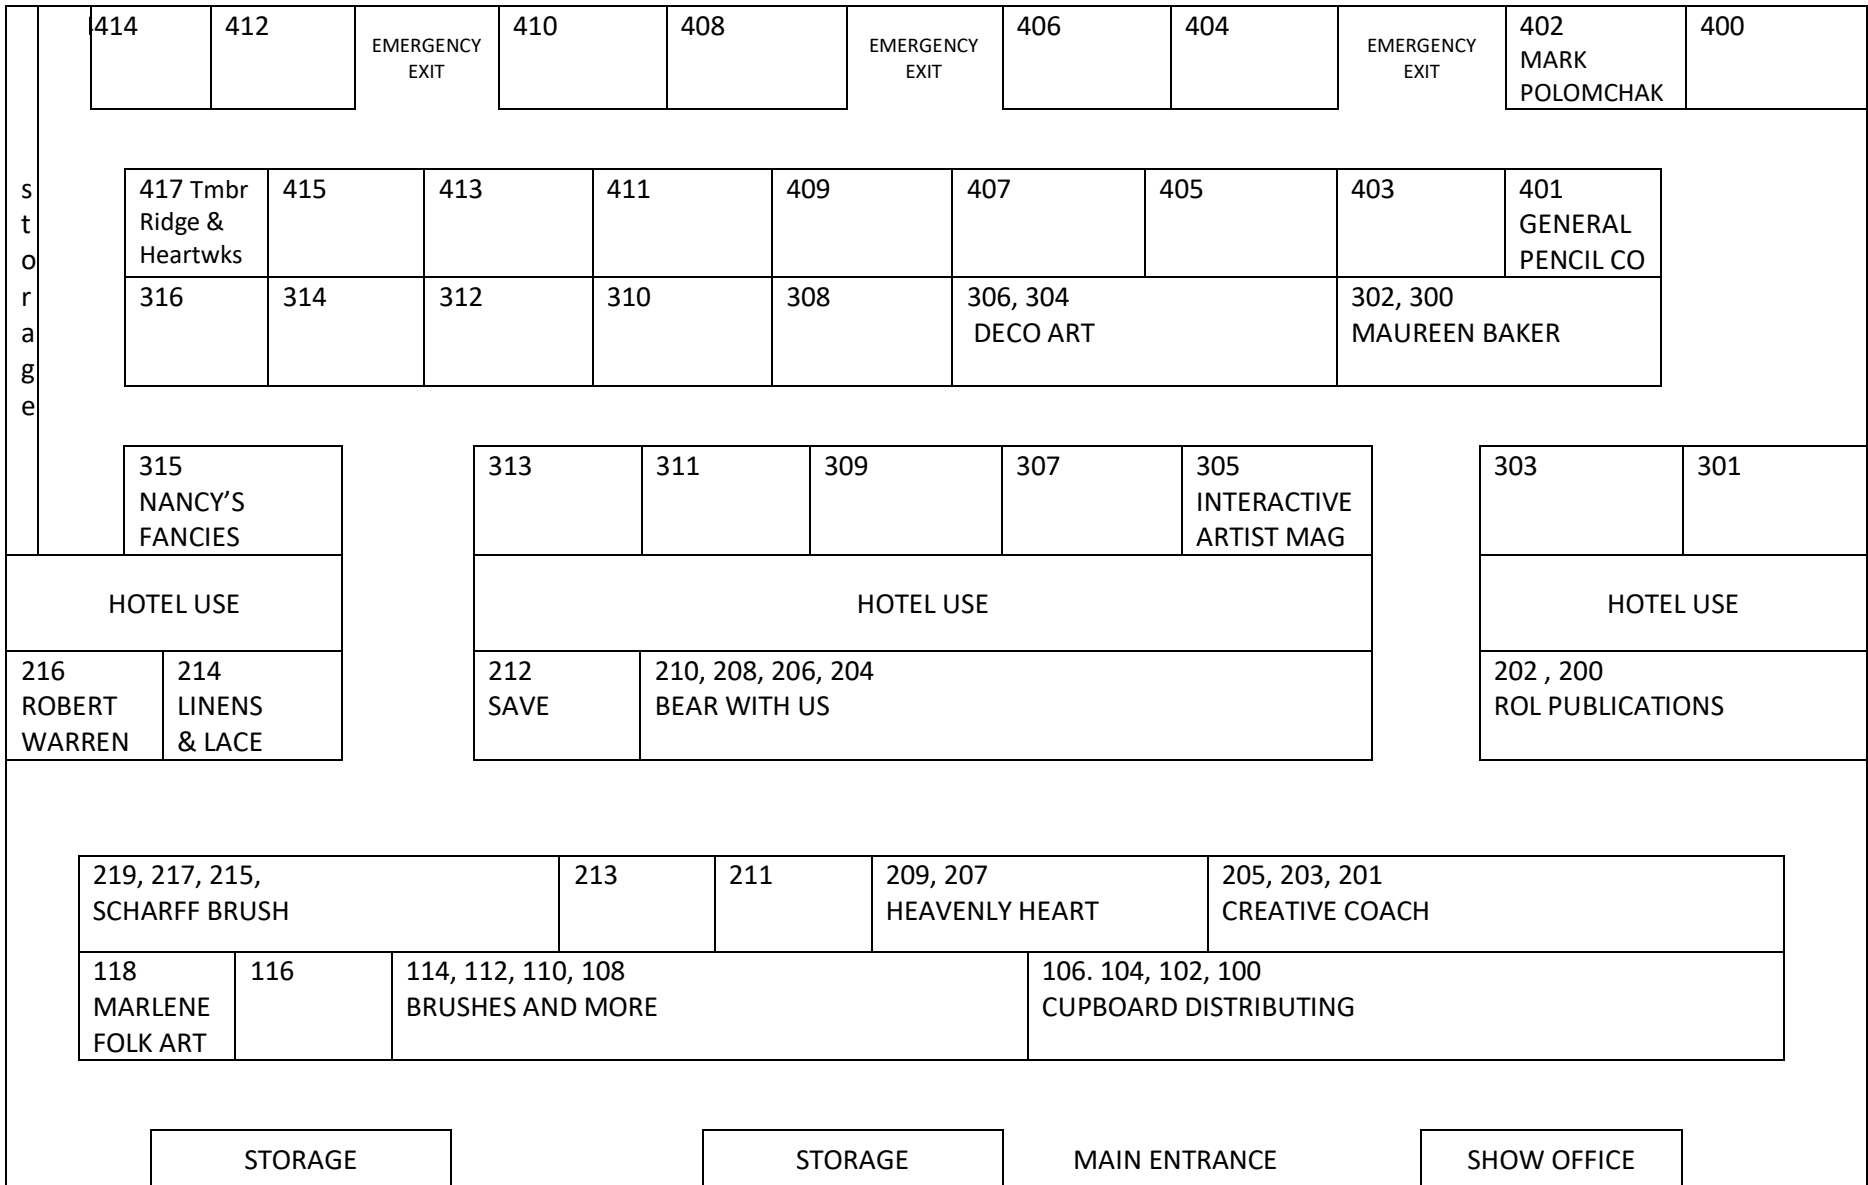 414
412
EMERGENCY
EXIT
410
408
EMERGENCY
EXIT
406
404
EMERGENCY
EXIT
402
MARK
POLOMCHAK
400
storage
417 Tmbr
Ridge &
Heartwks
415
413
411
409
407
405
403
401
GENERAL
PENCIL CO
316
314
312
310
308
306, 304
DECO ART
302, 300
MAUREEN BAKER
315
NANCY’S
FANCIES
313
311
309
307
305
INTERACTIVE
ARTIST MAG
303
301
HOTEL USE
HOTEL USE
HOTEL USE
216
ROBERT
WARREN
214
LINENS
& LACE
212
SAVE
210, 208, 206, 204
BEAR WITH US
202 , 200
ROL PUBLICATIONS
219, 217, 215,
SCHARFF BRUSH
213
211
209, 207
HEAVENLY HEART
205, 203, 201
CREATIVE COACH
118
MARLENE
FOLK ART
116
114, 112, 110, 108
BRUSHES AND MORE
106. 104, 102, 100
CUPBOARD DISTRIBUTING
STORAGE
STORAGE
MAIN ENTRANCE
SHOW OFFICE